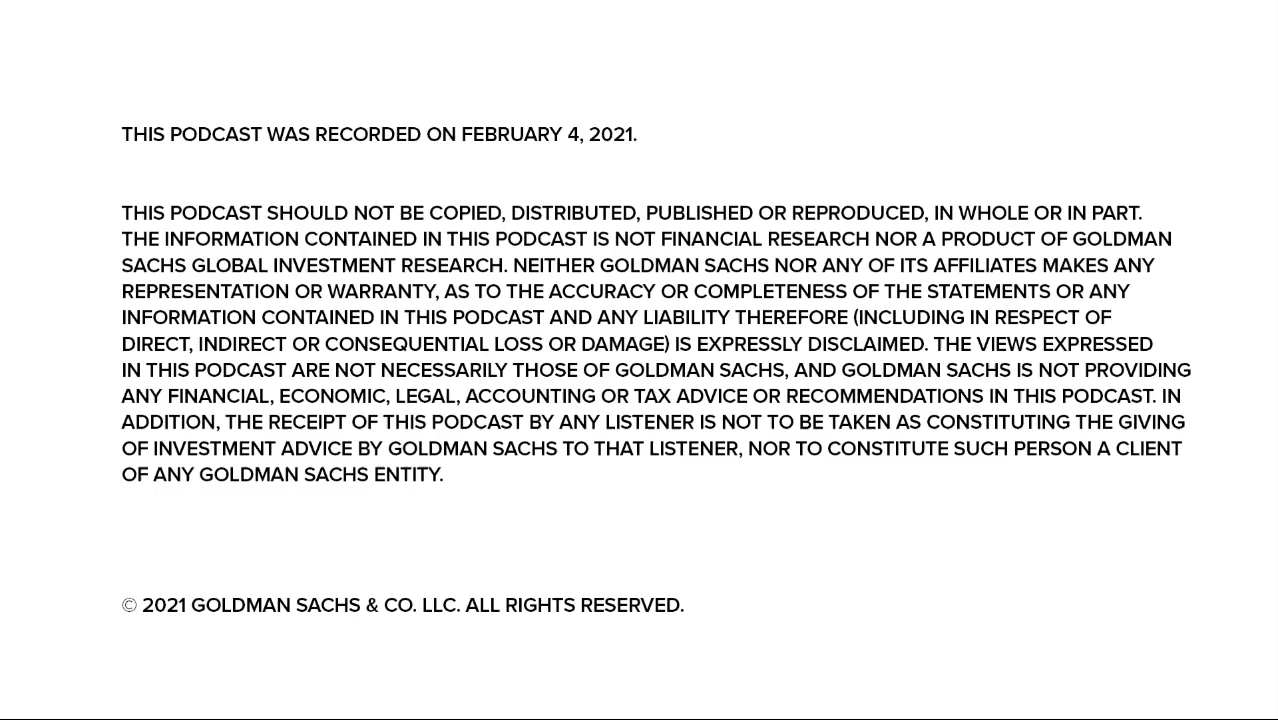 THIS PODCAST WAS RECORDED ON FEBRUARY 4, 2021.
THIS PODCAST SHOULD NOT BE COPIED, DISTRIBUTED, PUBLISHED OR REPRODUCED, IN WHOLE OR IN PART.
THE INFORMATION CONTAINED IN THIS PODCAST IS NOT FINANCIAL RESEARCH NOR A PRODUCT OF GOLDMAN
SACHS GLOBAL INVESTMENT RESEARCH. NEITHER GOLDMAN SACHS NOR ANY OF ITS AFFILIATES MAKES ANY
REPRESENTATION OR WARRANTY, AS TO THE ACCURACY OR COMPLETENESS OF THE STATEMENTS OR ANY
INFORMATION CONTAINED IN THIS PODCAST AND ANY LIABILITY THEREFORE (INCLUDING IN RESPECT OF
DIRECT, INDIRECT OR CONSEQUENTIAL LOSS OR DAMAGE) IS EXPRESSLY DISCLAIMED. THE VIEWS EXPRESSED
IN THIS PODCAST ARE NOT NECESSARILY THOSE OF GOLDMAN SACHS, AND GOLDMAN SACHS IS NOT PROVIDING
ANY FINANCIAL, ECONOMIC, LEGAL, ACCOUNTING OR TAX ADVICE OR RECOMMENDATIONS IN THIS PODCAST. IN
ADDITION, THE RECEIPT OF THIS PODCAST BY ANY LISTENER IS NOT TO BE TAKEN AS CONSTITUTING THE GIVING
OF INVESTMENT ADVICE BY GOLDMAN SACHS TO THAT LISTENER, NOR TO CONSTITUTE SUCH PERSON A CLIENT
OF ANY GOLDMAN SACHS ENTITY.
© 2021 GOLDMAN SACHS & CO. LLC. ALL RIGHTS RESERVED.